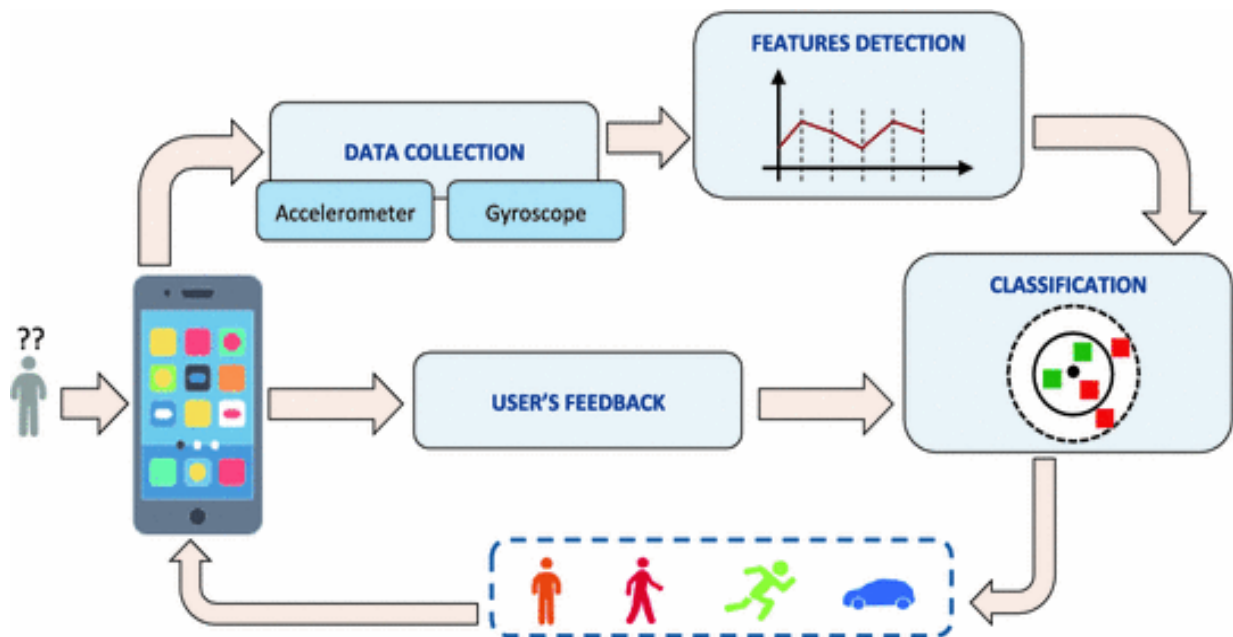 FEATURES DETECTION
DATA COLLECTION
Accelerometer
Gyroscope
CLASSIFICATION
??
USER'S FEEDBACK